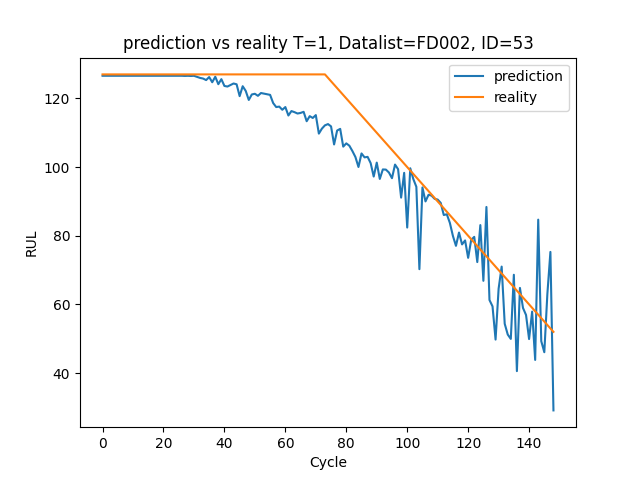 prediction vs reality T=1, Datalist=FD002, ID=53
prediction
reality
RUL
120
100
80
60
40
0 20 40 60 80 100 120 140
Cycle